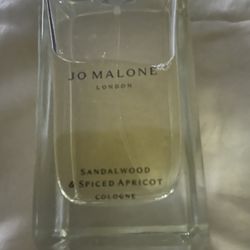 JO MALONE
LONDON
SANDALWOOD
& SPICED APRICOT
COLOGNE